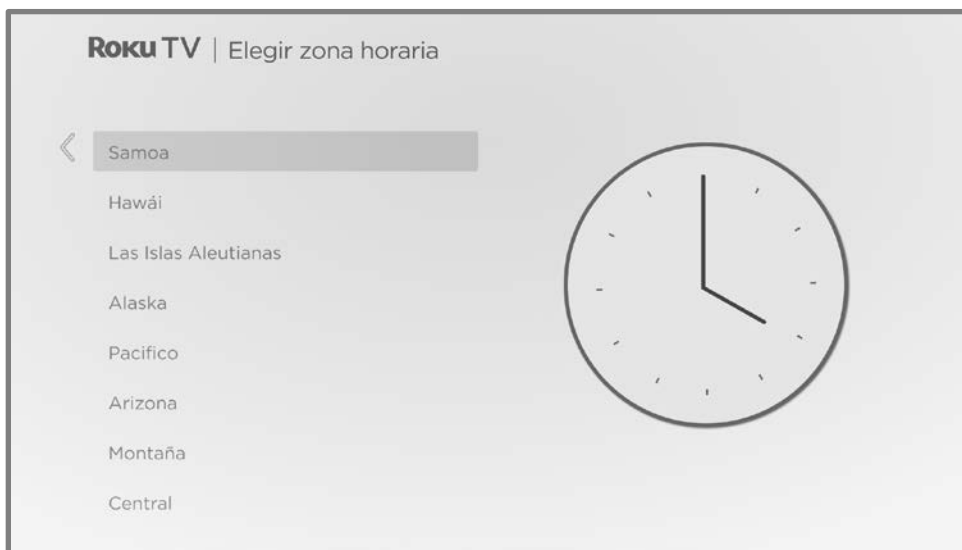 Roku TV | Elegir zona horaria
Samoa
Hawái
Las Islas Aleutianas
Alaska
Pacifico
Arizona
Montaña
Central